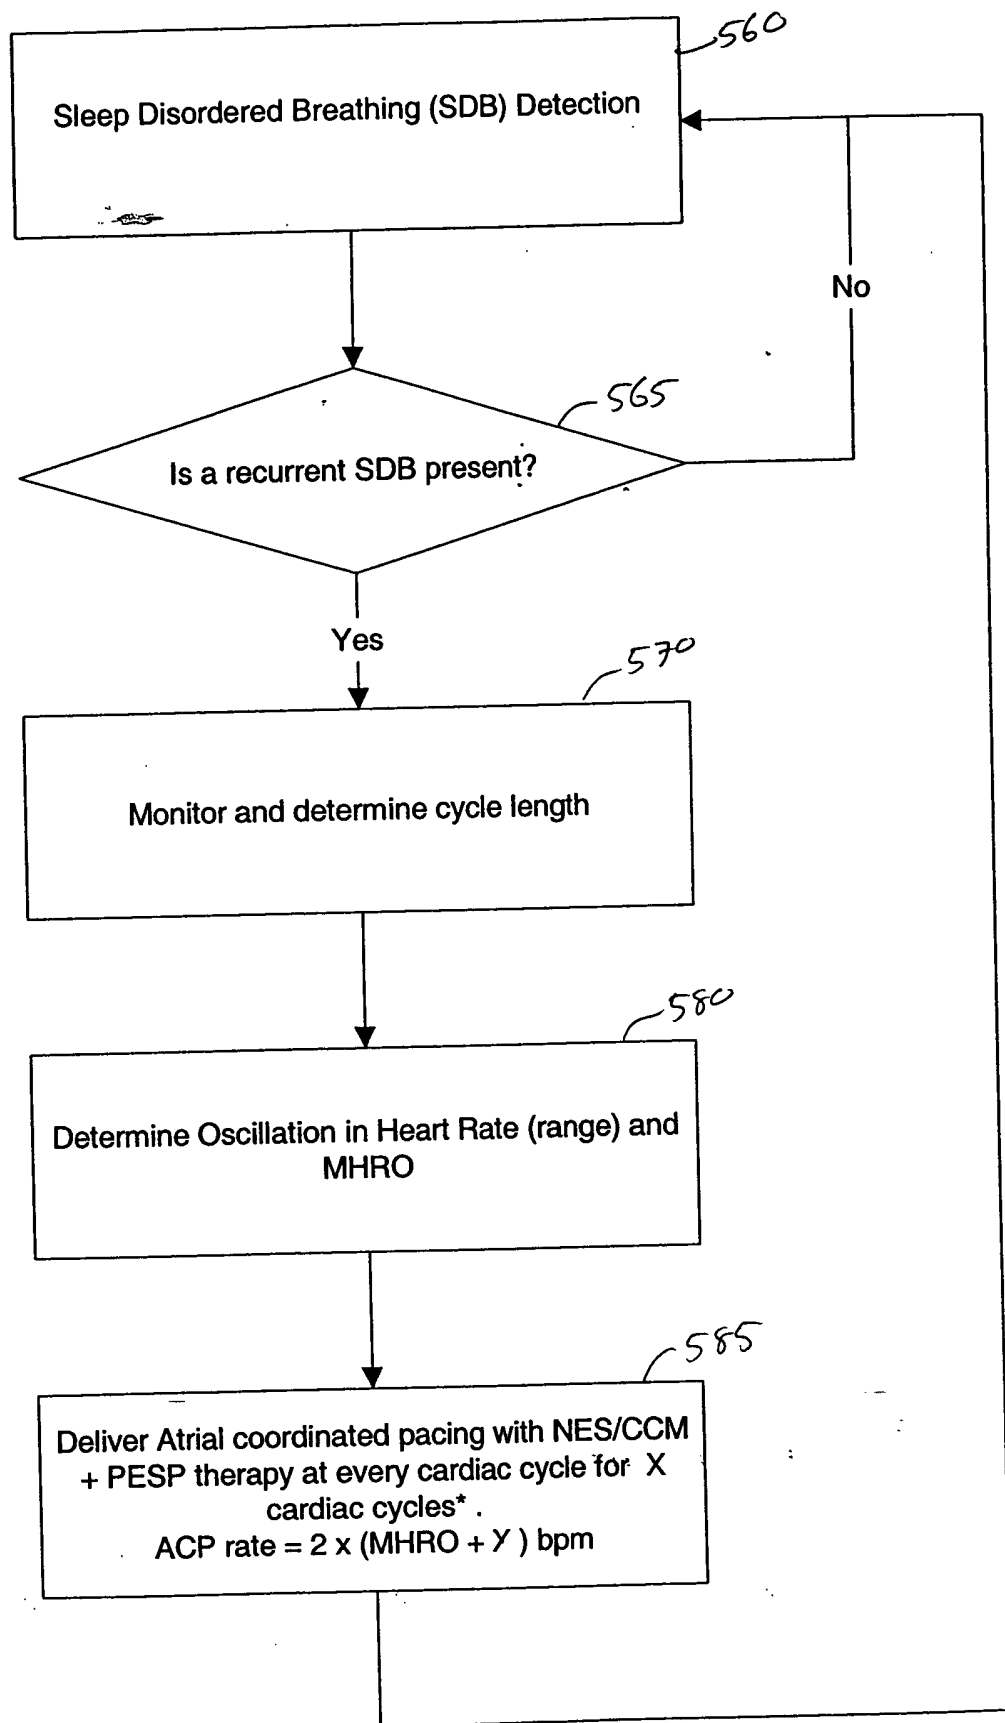 560
Sleep Disordered Breathing (SDB) Detection
No
565
Is a recurrent SDB present?
Yes
570
Monitor and determine cycle length
580
Determine Oscillation in Heart Rate (range) and
MHRO
585
Deliver Atrial coordinated pacing with NES/CCM
+ PESP therapy at every cardiac cycle for X
cardiac cycles* .
ACP rate = 2 x (MHRO + Y ) bpm